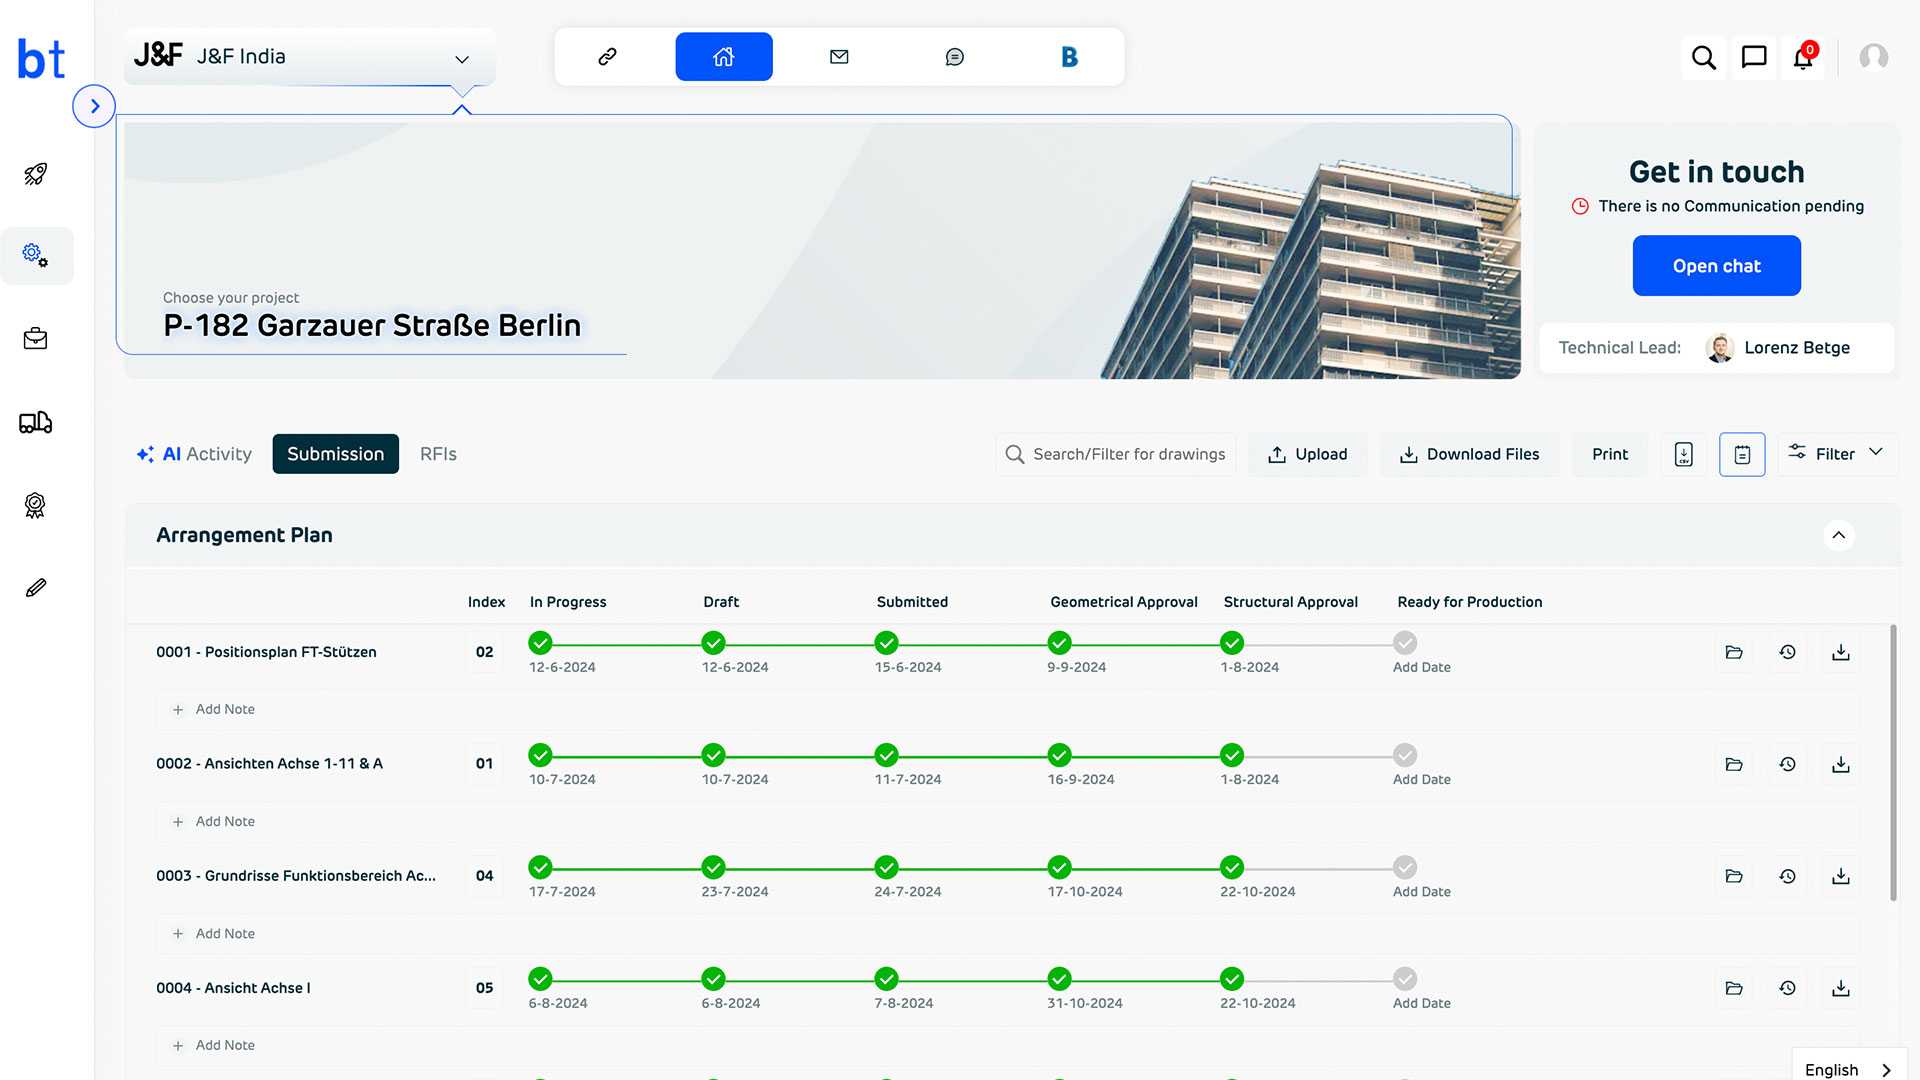 bt
J&F J&F India
B
0
Choose your project
P-182 Garzauer Straße Berlin
Get in touch
There is no Communication pending
Open chat
Technical Lead: Lorenz Betge
AI Activity
Submission
RFIs
Search/Filter for drawings
Upload
Download Files
Print
CSV
Filter
Arrangement Plan
Index In Progress Draft Submitted Geometrical Approval Structural Approval Ready for Production
0001 - Positionsplan FT-Stützen 02
12-6-2024 12-6-2024 15-6-2024 9-9-2024 1-8-2024 Add Date
+ Add Note
0002 - Ansichten Achse 1-11 & A 01
10-7-2024 10-7-2024 11-7-2024 16-9-2024 1-8-2024 Add Date
+ Add Note
0003 - Grundrisse Funktionsbereich Ac... 04
17-7-2024 23-7-2024 24-7-2024 17-10-2024 22-10-2024 Add Date
+ Add Note
0004 - Ansicht Achse I 05
6-8-2024 6-8-2024 7-8-2024 31-10-2024 22-10-2024 Add Date
+ Add Note
English